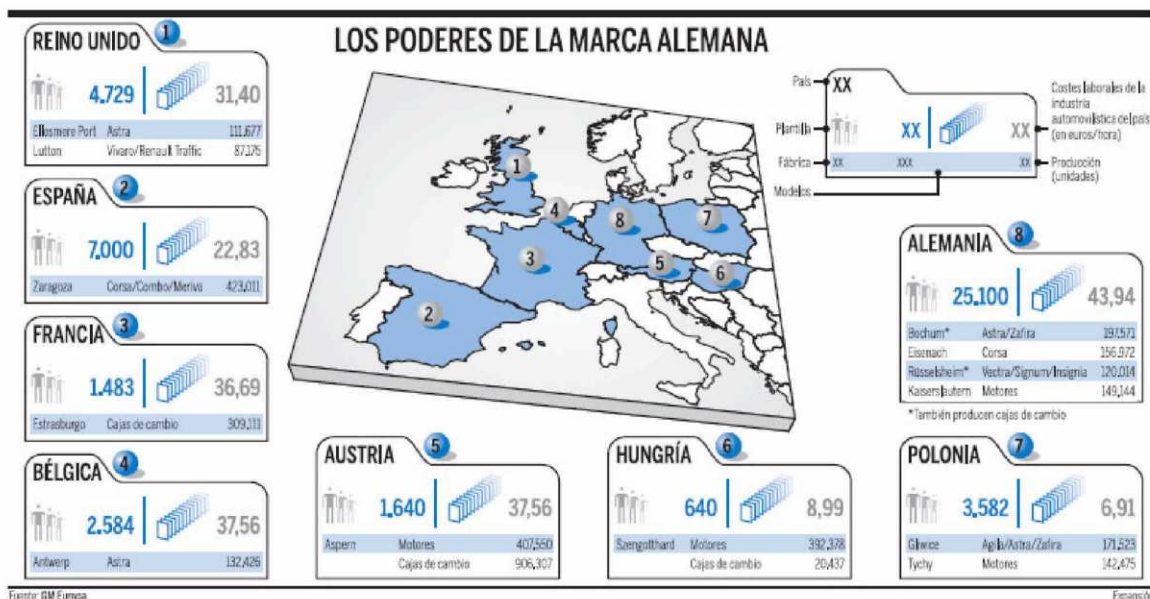 LOS PODERES DE LA MARCA ALEMANA
REINO UNIDO 1
4.729 31,40
Ellesmere Port Astra 111,677
Lutton Vivaro/Renault Traffic 87,175
ESPAÑA 2
7.000 22,83
Zaragoza Corsa/Combo/Meriva 423,011
FRANCIA 3
1.483 36,69
Estrasburgo Cajas de cambio 309,111
BÉLGICA 4
2.584 37,56
Antwerp Astra 132,426
1
4
8
7
3
5
6
2
País XX
Plantilla XX XX
Costes laborales de la
industria
automovilística del país
(en euros/hora)
Fábrica XX XXX XX
Producción
(unidades)
Modelos
ALEMANIA 8
25.100 43,94
Bochum* Astra/Zafira 197,571
Eisenach Corsa 156,972
Rüsselsheim* Vectra/Signum/Insignia 120,014
Kaiserslautern Motores 149,144
*También producen cajas de cambio
AUSTRIA 5
1.640 37,56
Aspern Motores 407,550
Cajas de cambio 906,307
HUNGRÍA 6
640 8,99
Szengotthard Motores 392,378
Cajas de cambio 20,437
POLONIA 7
3.582 6,91
Gliwice Agila/Astra/Zafira 171,523
Tychy Motores 142,475
Fuente: GM Europa
Expansión